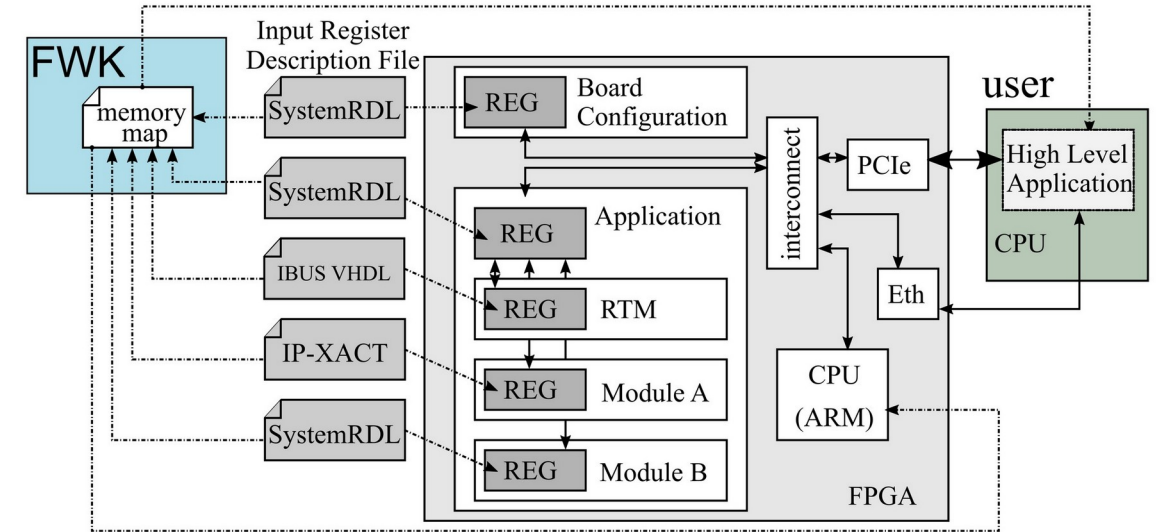 FWK
memory
map
Input Register
Description File
SystemRDL
SystemRDL
IBUS VHDL
IP-XACT
SystemRDL
REG
Board
Configuration
REG
Application
REG
RTM
REG
Module A
REG
Module B
interconnect
PCIe
Eth
CPU
(ARM)
FPGA
user
High Level
Application
CPU